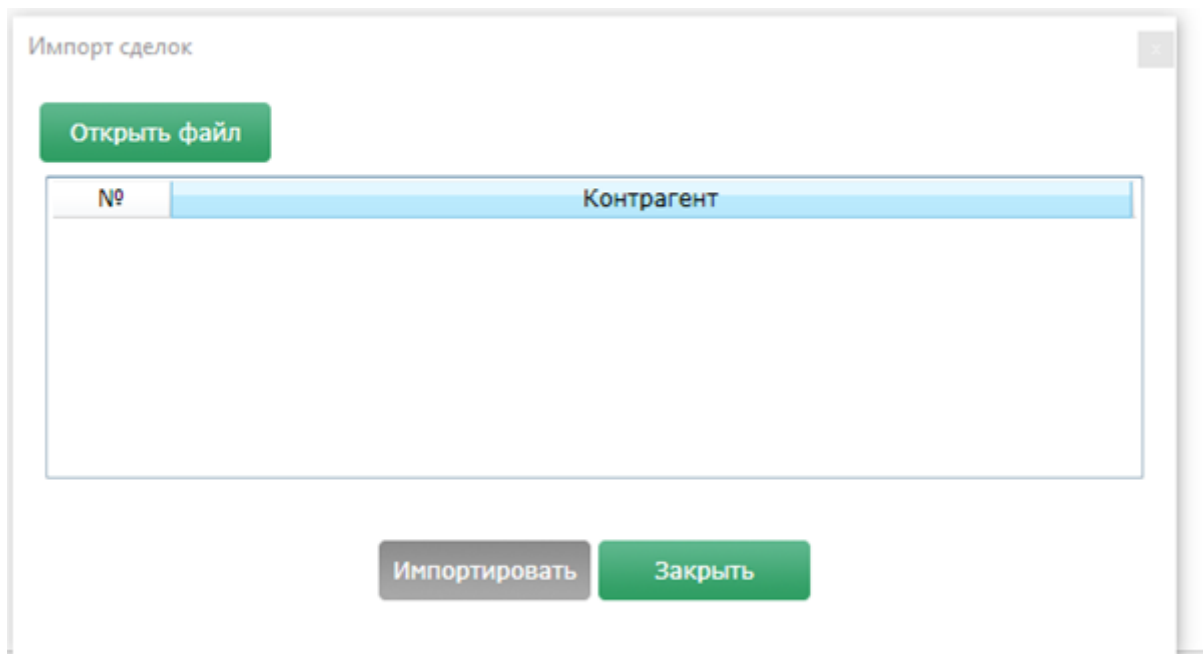 Импорт сделок
x
Открыть файл
№ Контрагент
Импортировать Закрыть